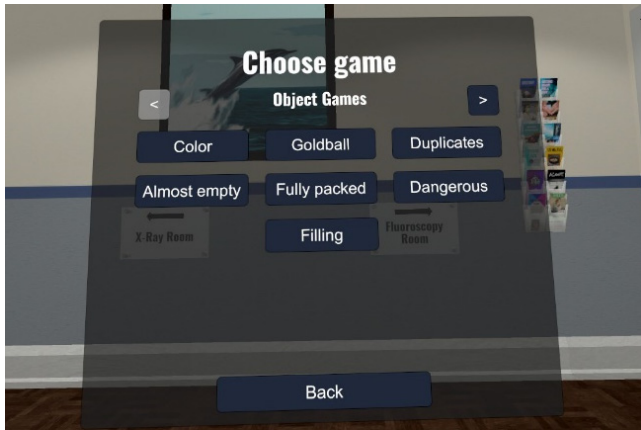 Choose game
< Object Games >
Color Goldball Duplicates
Almost empty Fully packed Dangerous
X-Ray Room
Fluoroscopy
Room
Filling
Back